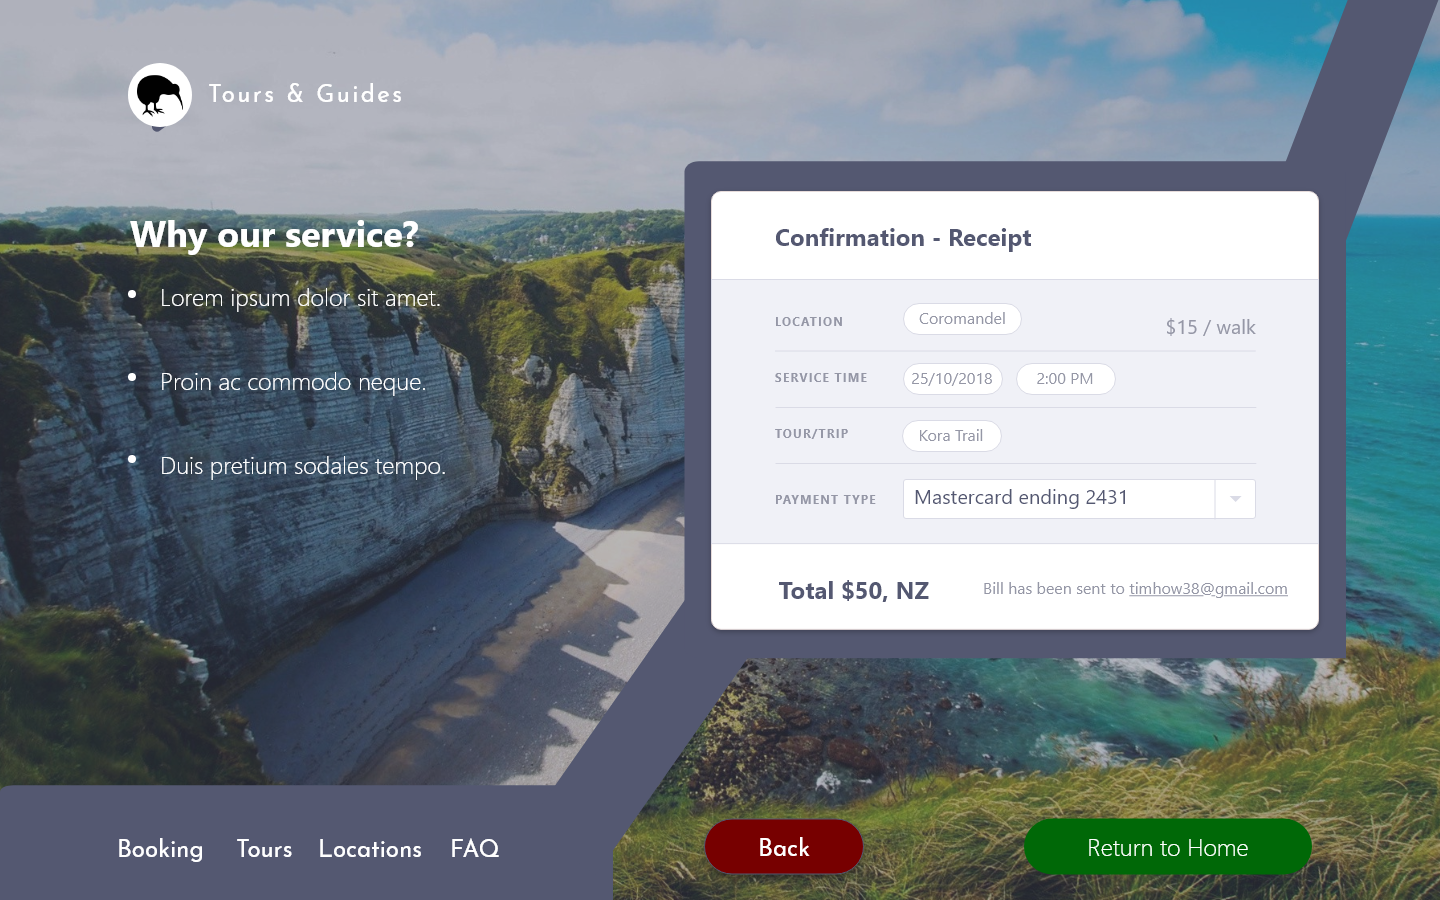 Tours & Guides
Why our service?
Lorem ipsum dolor sit amet.
Proin ac commodo neque.
Duis pretium sodales tempo.
Confirmation - Receipt
LOCATION Coromandel $15 / walk
SERVICE TIME 25/10/2018 2:00 PM
TOUR/TRIP Kora Trail
PAYMENT TYPE Mastercard ending 2431
Total $50, NZ Bill has been sent to timhow38@gmail.com
Booking Tours Locations FAQ
Back Return to Home